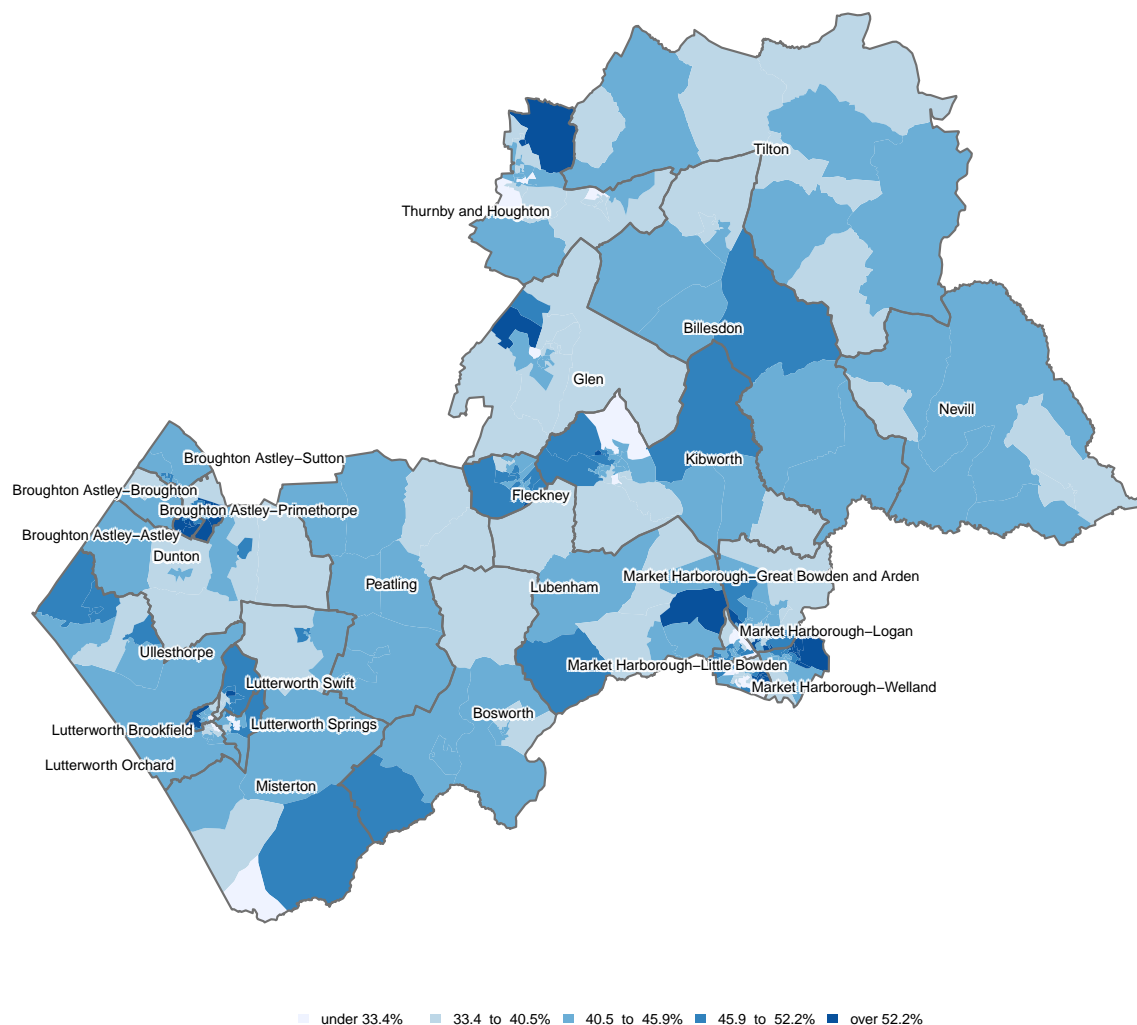 Tilton
Thurnby and Houghton
Billesdon
Glen
Nevill
Broughton Astley−Sutton
Kibworth
Broughton Astley−Broughton
Fleckney
Broughton Astley−Primethorpe
Broughton Astley−Astley
Dunton
Market Harborough−Great Bowden and Arden
Peatling
Lubenham
Market Harborough−Logan
Ullesthorpe
Market Harborough−Little Bowden
Lutterworth Swift
Market Harborough−Welland
Bosworth
Lutterworth Springs
Lutterworth Brookfield
Lutterworth Orchard
Misterton
under 33.4% 33.4 to 40.5% 40.5 to 45.9% 45.9 to 52.2% over 52.2%